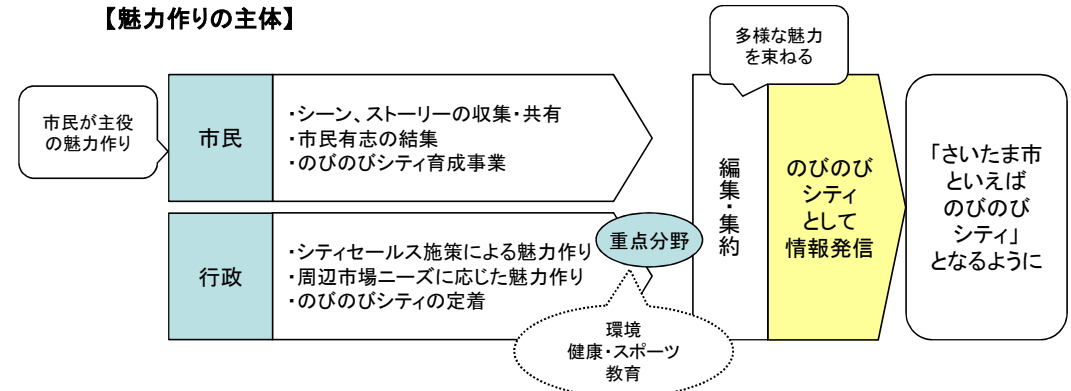 【魅力作りの主体】
市民が主役
の魅力作り
市民
・シーン、ストーリーの収集・共有
・市民有志の結集
・のびのびシティ育成事業
行政
・シティセールス施策による魅力作り
・周辺市場ニーズに応じた魅力作り
・のびのびシティの定着
重点分野
環境
健康・スポーツ
教育
多様な魅力
を束ねる
編集・集約
のびのび
シティ
として
情報発信
「さいたま市
といえば
のびのび
シティ」
となるように